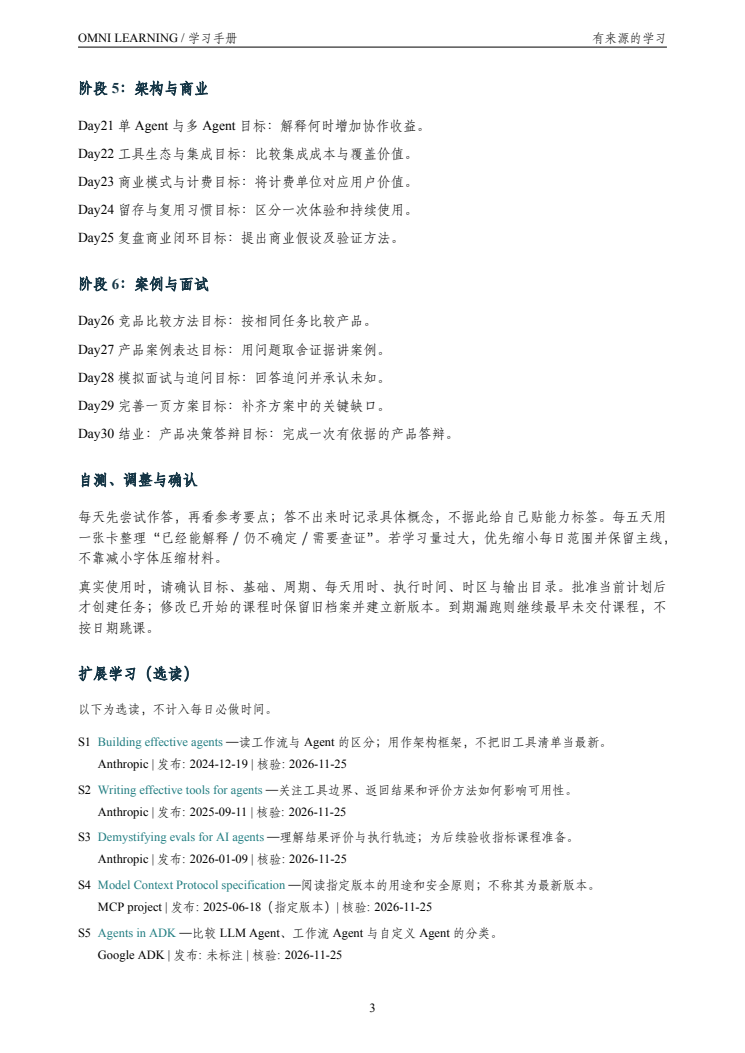 OMNI LEARNING / 学习手册
有来源的学习
阶段 5：架构与商业
Day21 单 Agent 与多 Agent 目标：解释何时增加协作收益。
Day22 工具生态与集成目标：比较集成成本与覆盖价值。
Day23 商业模式与计费目标：将计费单位对应用户价值。
Day24 留存与复用习惯目标：区分一次体验和持续使用。
Day25 复盘商业闭环目标：提出商业假设及验证方法。
阶段 6：案例与面试
Day26 竞品比较方法目标：按相同任务比较产品。
Day27 产品案例表达目标：用问题取舍证据讲案例。
Day28 模拟面试与追问目标：回答追问并承认未知。
Day29 完善一页方案目标：补齐方案中的关键缺口。
Day30 结业：产品决策答辩目标：完成一次有依据的产品答辩。
自测、调整与确认
每天先尝试作答，再看参考要点；答不出来时记录具体概念，不据此给自己贴能力标签。每五天用
一张卡整理“已经能解释 / 仍不确定 / 需要查证”。若学习量过大，优先缩小每日范围并保留主线，
不靠减小字体压缩材料。
真实使用时，请确认目标、基础、周期、每天用时、执行时间、时区与输出目录。批准当前计划后
才创建任务；修改已开始的课程时保留旧档案并建立新版本。到期漏跑则继续最早未交付课程，不
按日期跳课。
扩展学习（选读）
以下为选读，不计入每日必做时间。
S1 Building effective agents —读工作流与 Agent 的区分；用作架构框架，不把旧工具清单当最新。
Anthropic | 发布: 2024-12-19 | 核验: 2026-11-25
S2 Writing effective tools for agents —关注工具边界、返回结果和评价方法如何影响可用性。
Anthropic | 发布: 2025-09-11 | 核验: 2026-11-25
S3 Demystifying evals for AI agents —理解结果评价与执行轨迹；为后续验收指标课程准备。
Anthropic | 发布: 2026-01-09 | 核验: 2026-11-25
S4 Model Context Protocol specification —阅读指定版本的用途和安全原则；不称其为最新版本。
MCP project | 发布: 2025-06-18（指定版本）| 核验: 2026-11-25
S5 Agents in ADK —比较 LLM Agent、工作流 Agent 与自定义 Agent 的分类。
Google ADK | 发布: 未标注 | 核验: 2026-11-25
3